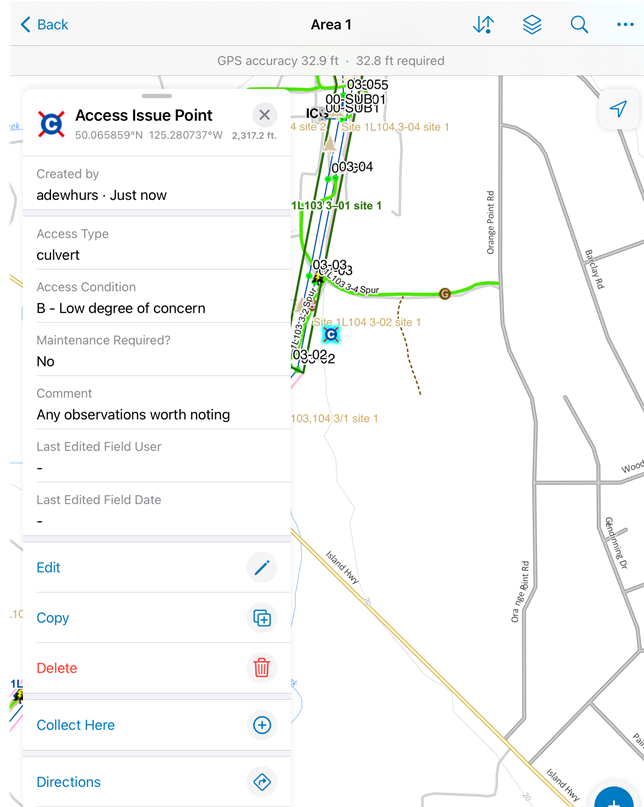 Back
Area 1
GPS accuracy 32.9 ft · 32.8 ft required
Access Issue Point
50.065859°N 125.280737°W 2,317.2 ft.
Created by
adewhurs · Just now
Access Type
culvert
Access Condition
B - Low degree of concern
Maintenance Required?
No
Comment
Any observations worth noting
Last Edited Field User
-
Last Edited Field Date
-
Edit
Copy
Delete
Collect Here
Directions
03-055
00-SUB01
SUB1
4 site 2
Site 1L104,3-04 site 1
03-04
1L103 3-01 site 1
03-03
1L103-3-4 Spur
1L103-3-2 Spur
G
Site 1L104 3-02 site 1
C
03-02
103,104 3/1 site 1
Orange Point Rd
Barclay Rd
Wood
Glendinning Dr
Orange Point Rd
Island Hwy
20
Island Hwy
20
1L